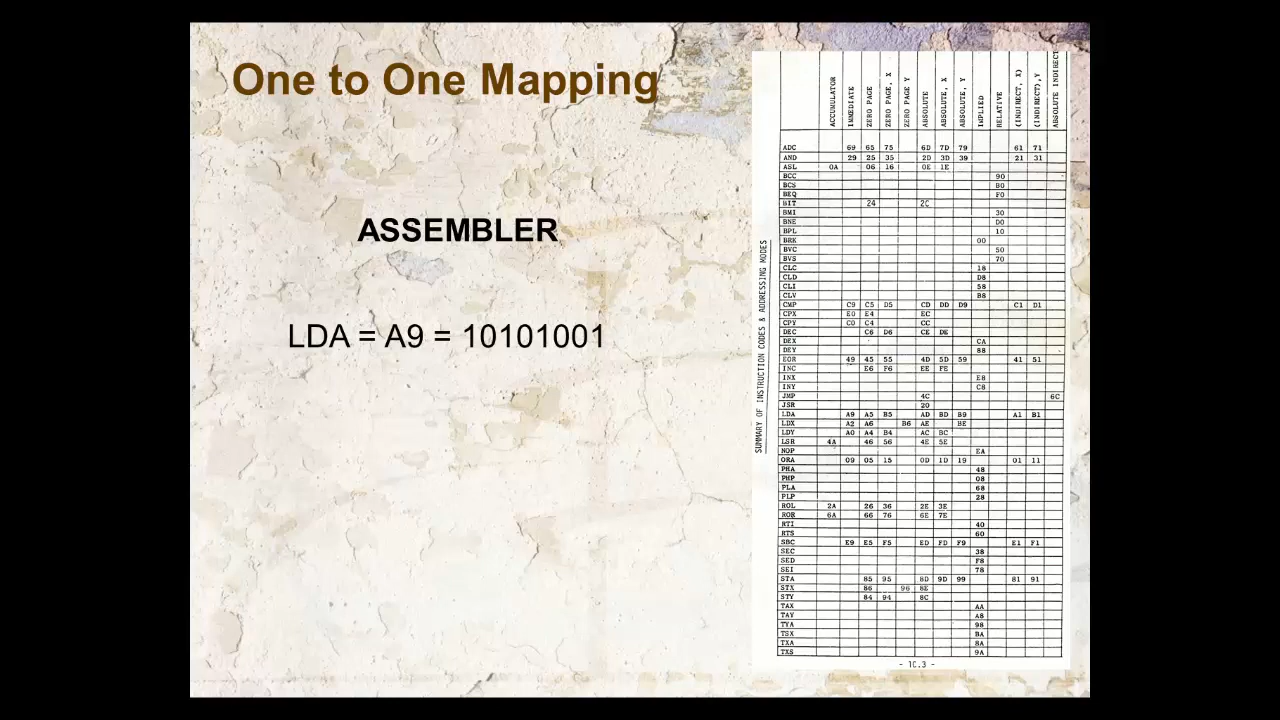 One to One Mapping
ASSEMBLER
LDA = A9 = 10101001
SUMMARY OF INSTRUCTION CODES & ADDRESSING MODES
ACCUMULATOR IMMEDIATE ZERO PAGE ZERO PAGE, X ZERO PAGE Y ABSOLUTE ABSOLUTE, X ABSOLUTE, Y IMPLIED RELATIVE (INDIRECT, X) (INDIRECT),Y ABSOLUTE INDIRECT
ADC 69 65 75 6D 7D 79 61 71
AND 29 25 35 2D 3D 39 21 31
ASL 0A 06 16 0E 1E
BCC 90
BCS B0
BEQ F0
BIT 24 2C
BMI 30
BNE D0
BPL 10
BRK 00
BVC 50
BVS 70
CLC 18
CLD D8
CLI 58
CLV B8
CMP C9 C5 D5 CD DD D9 C1 D1
CPX E0 E4 EC
CPY C0 C4 CC
DEC C6 D6 CE DE
DEX CA
DEY 88
EOR 49 45 55 4D 5D 59 41 51
INC E6 F6 EE FE
INX E8
INY C8
JMP 4C 6C
JSR 20
LDA A9 A5 B5 AD BD B9 A1 B1
LDX A2 A6 B6 AE BE
LDY A0 A4 B4 AC BC
LSR 4A 46 56 4E 5E
NOP EA
ORA 09 05 15 0D 1D 19 01 11
PHA 48
PHP 08
PLA 68
PLP 28
ROL 2A 26 36 2E 3E
ROR 6A 66 76 6E 7E
RTI 40
RTS 60
SBC E9 E5 F5 ED FD F9 E1 F1
SEC 38
SED F8
SEI 78
STA 85 95 8D 9D 99 81 91
STX 86 96 8E
STY 84 94 8C
TAX AA
TAY A8
TYA 98
TSX BA
TXA 8A
TXS 9A
- 10.3 -